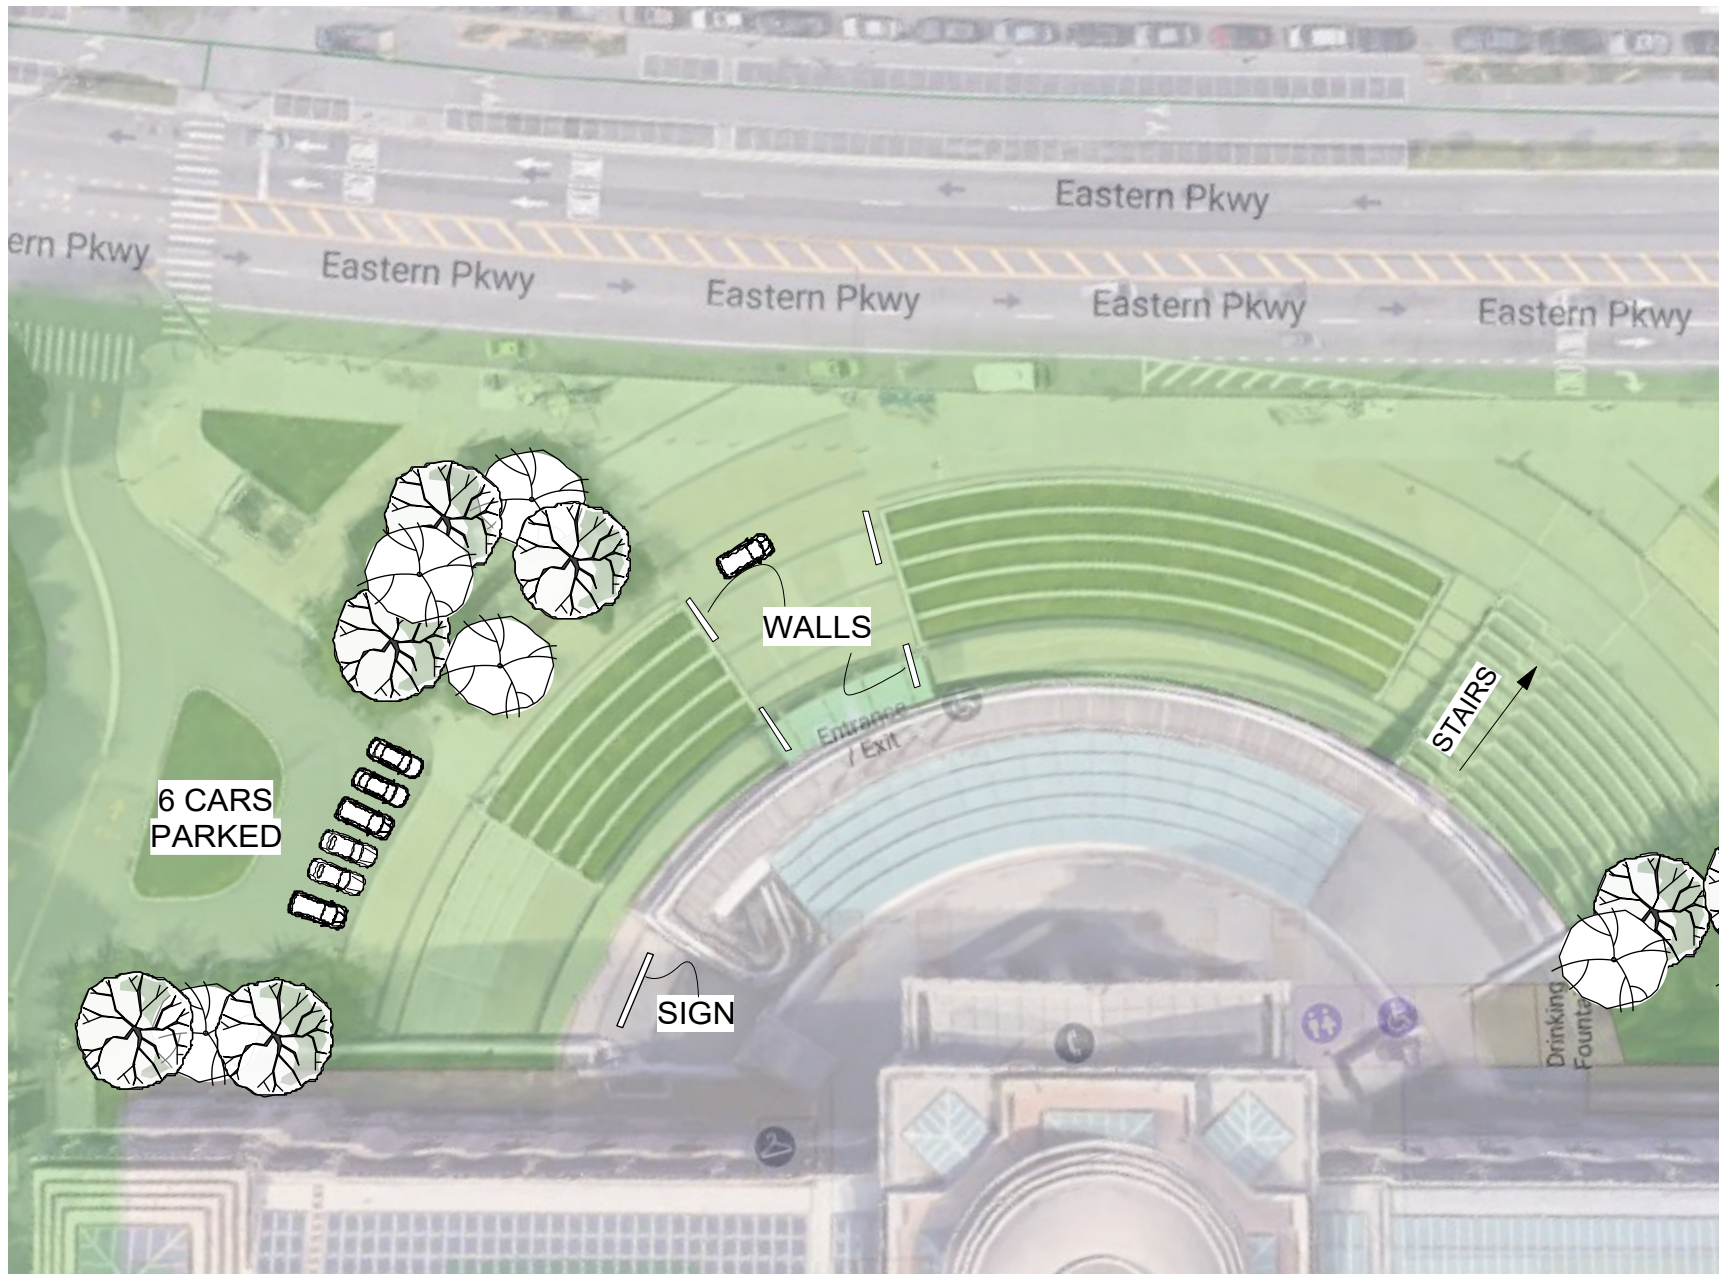 Eastern Pkwy
ern Pkwy
Eastern Pkwy
Eastern Pkwy
Eastern Pkwy
Eastern Pkwy
WALLS
STAIRS
Entrance
/ Exit
6 CARS
PARKED
SIGN
Drinking